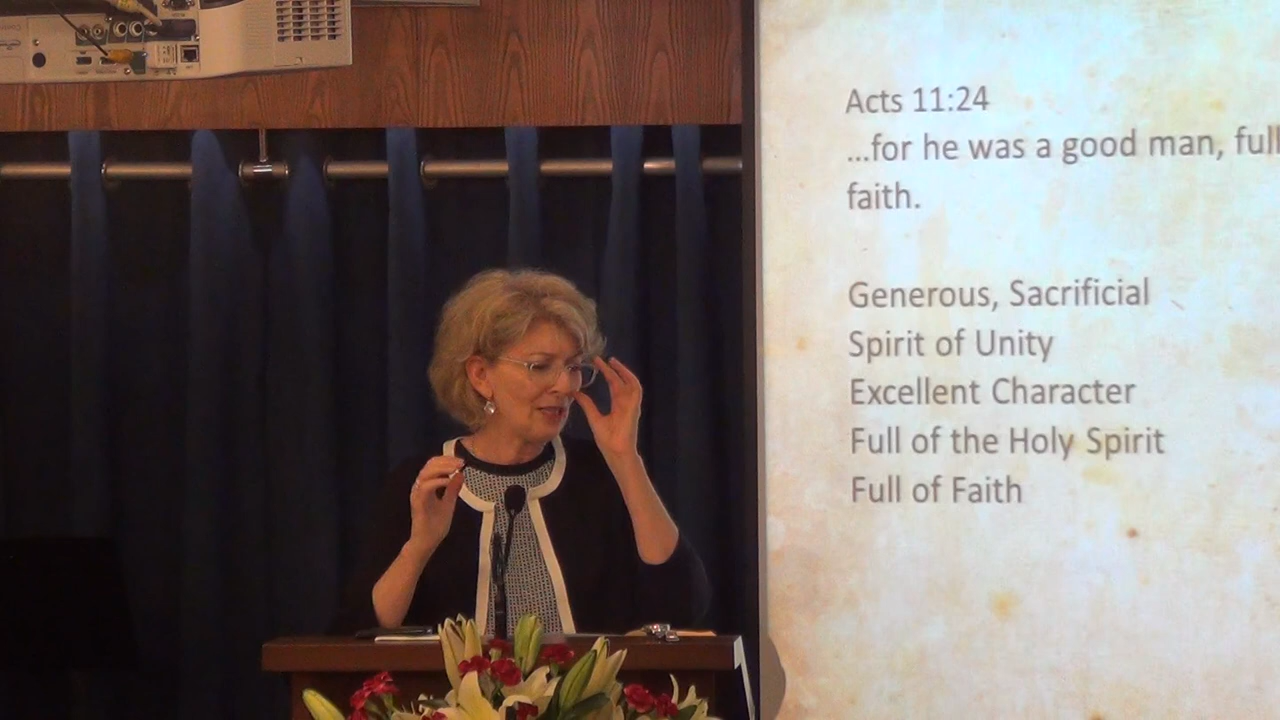 Acts 11:24
...for he was a good man, full
faith.
Generous, Sacrificial
Spirit of Unity
Excellent Character
Full of the Holy Spirit
Full of Faith